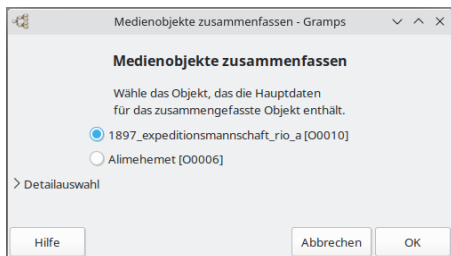 Medienobjekte zusammenfassen - Gramps
Medienobjekte zusammenfassen
Wähle das Objekt, das die Hauptdaten
für das zusammengefasste Objekt enthält.
1897_expeditionsmannschaft_rio_a [O0010]
Alimehemet [O0006]
Detailauswahl
Hilfe
Abbrechen
OK